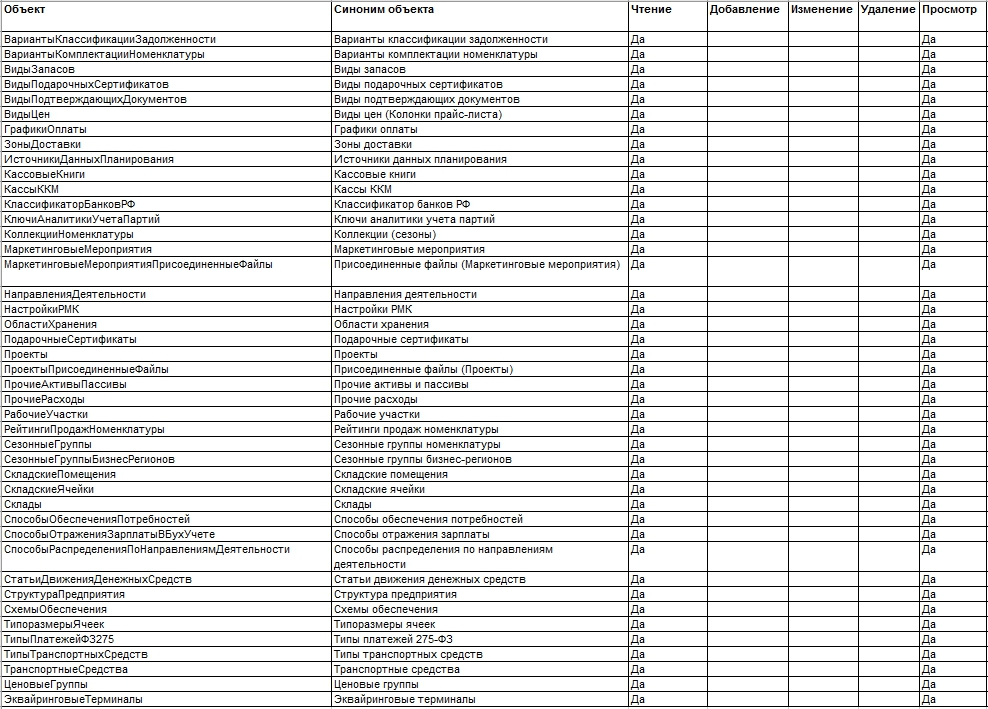 Объект Синоним объекта Чтение Добавление Изменение Удаление Просмотр
ВариантыКлассификацииЗадолженности Варианты классификации задолженности Да Да
ВариантыКомплектацииНоменклатуры Варианты комплектации номенклатуры Да Да
ВидыЗапасов Виды запасов Да Да
ВидыПодарочныхСертификатов Виды подарочных сертификатов Да Да
ВидыПодтверждающихДокументов Виды подтверждающих документов Да Да
ВидыЦен Виды цен (Колонки прайс-листа) Да Да
ГрафикиОплаты Графики оплаты Да Да
ЗоныДоставки Зоны доставки Да Да
ИсточникиДанныхПланирования Источники данных планирования Да Да
КассовыеКниги Кассовые книги Да Да
КассыККМ Кассы ККМ Да Да
КлассификаторБанковРФ Классификатор банков РФ Да Да
КлючиАналитикиУчетаПартий Ключи аналитики учета партий Да Да
КоллекцииНоменклатуры Коллекции (сезоны) Да Да
МаркетинговыеМероприятия Маркетинговые мероприятия Да Да
МаркетинговыеМероприятияПрисоединенныеФайлы Присоединенные файлы (Маркетинговые мероприятия) Да Да
НаправленияДеятельности Направления деятельности Да Да
НастройкиРМК Настройки РМК Да Да
ОбластиХранения Области хранения Да Да
ПодарочныеСертификаты Подарочные сертификаты Да Да
Проекты Проекты Да Да
ПроектыПрисоединенныеФайлы Присоединенные файлы (Проекты) Да Да
ПрочиеАктивыПассивы Прочие активы и пассивы Да Да
ПрочиеРасходы Прочие расходы Да Да
РабочиеУчастки Рабочие участки Да Да
РейтингиПродажНоменклатуры Рейтинги продаж номенклатуры Да Да
СезонныеГруппы Сезонные группы номенклатуры Да Да
СезонныеГруппыБизнесРегионов Сезонные группы бизнес-регионов Да Да
СкладскиеПомещения Складские помещения Да Да
СкладскиеЯчейки Складские ячейки Да Да
Склады Склады Да Да
СпособыОбеспеченияПотребностей Способы обеспечения потребностей Да Да
СпособыОтраженияЗарплатыВБухУчете Способы отражения зарплаты Да Да
СпособыРаспределенияПоНаправлениямДеятельности Способы распределения по направлениям Да Да
деятельности
СтатьиДвиженияДенежныхСредств Статьи движения денежных средств Да Да
СтруктураПредприятия Структура предприятия Да Да
СхемыОбеспечения Схемы обеспечения Да Да
ТипоразмерыЯчеек Типоразмеры ячеек Да Да
ТипыПлатежейФЗ275 Типы платежей 275-ФЗ Да Да
ТипыТранспортныхСредств Типы транспортных средств Да Да
ТранспортныеСредства Транспортные средства Да Да
ЦеновыеГруппы Ценовые группы Да Да
ЭквайринговыеТерминалы Эквайринговые терминалы Да Да